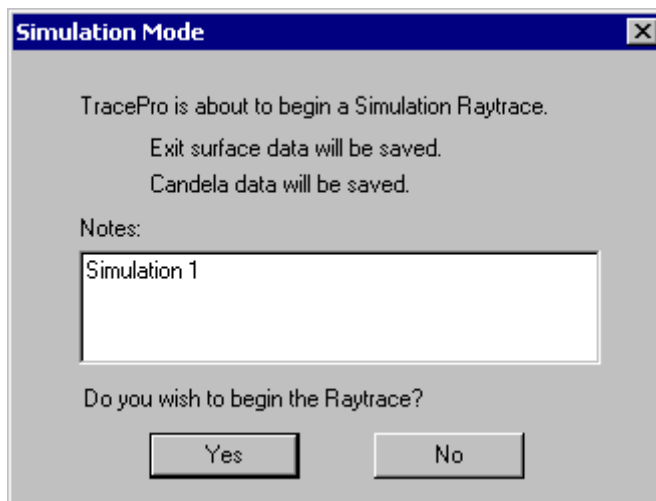 Simulation Mode
TracePro is about to begin a Simulation Raytrace.
Exit surface data will be saved.
Candela data will be saved.
Notes:
Simulation 1
Do you wish to begin the Raytrace?
Yes No